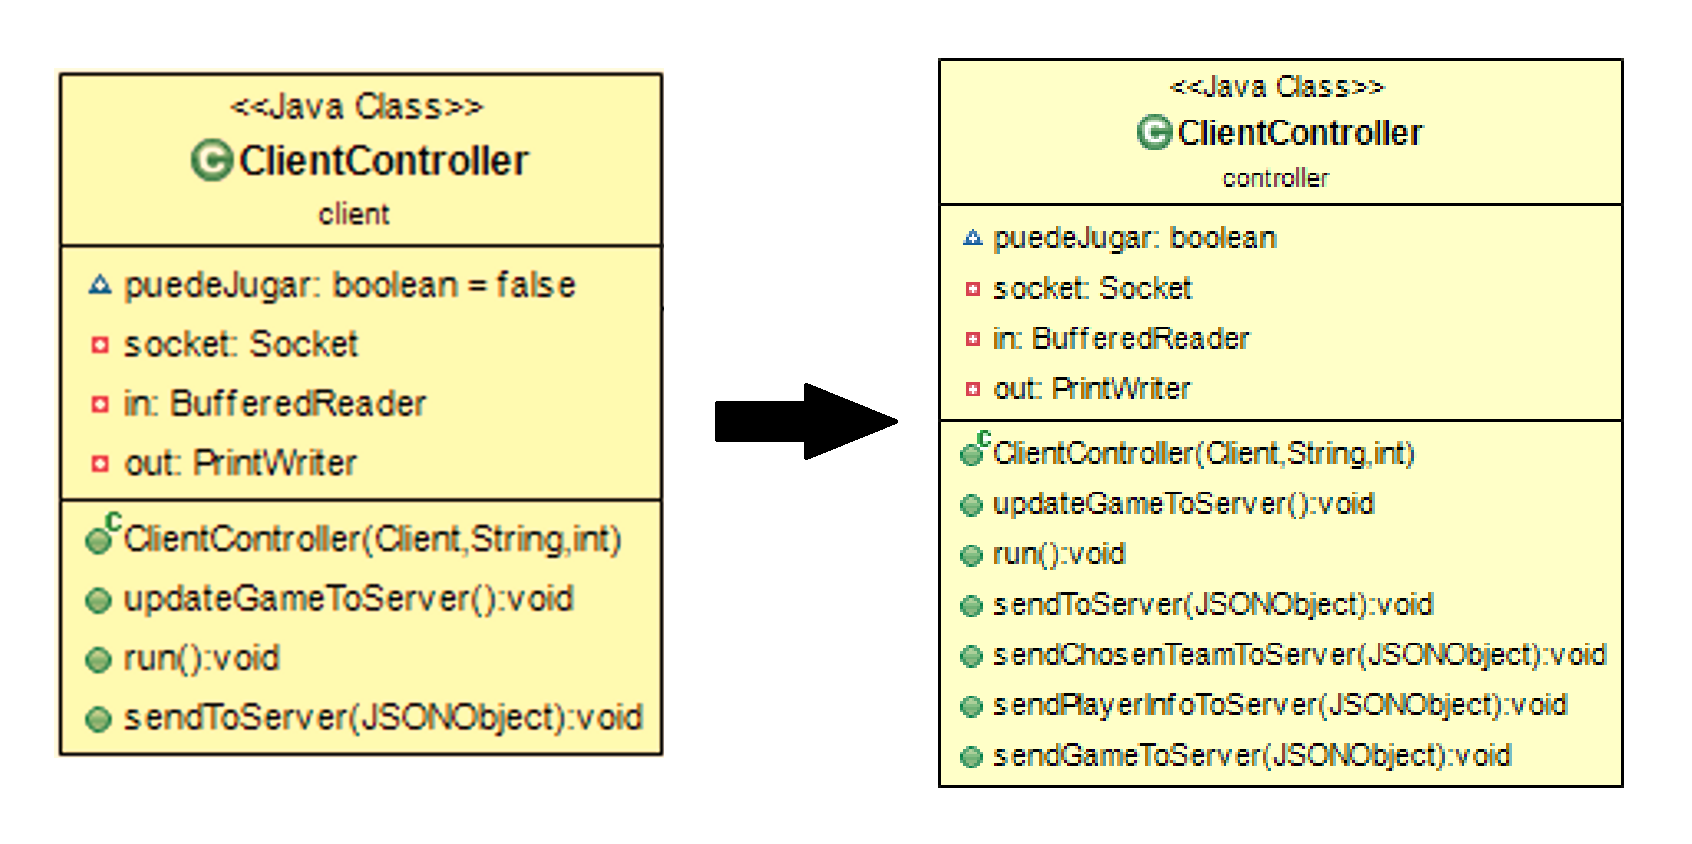 <<Java Class>>
ClientController
client
puedeJugar: boolean = false
socket: Socket
in: BufferedReader
out: PrintWriter
ClientController(Client,String,int)
updateGameToServer():void
run():void
sendToServer(JSONObject):void
<<Java Class>>
ClientController
controller
puedeJugar: boolean
socket: Socket
in: BufferedReader
out: PrintWriter
ClientController(Client,String,int)
updateGameToServer():void
run():void
sendToServer(JSONObject):void
sendChosenTeamToServer(JSONObject):void
sendPlayerInfoToServer(JSONObject):void
sendGameToServer(JSONObject):void